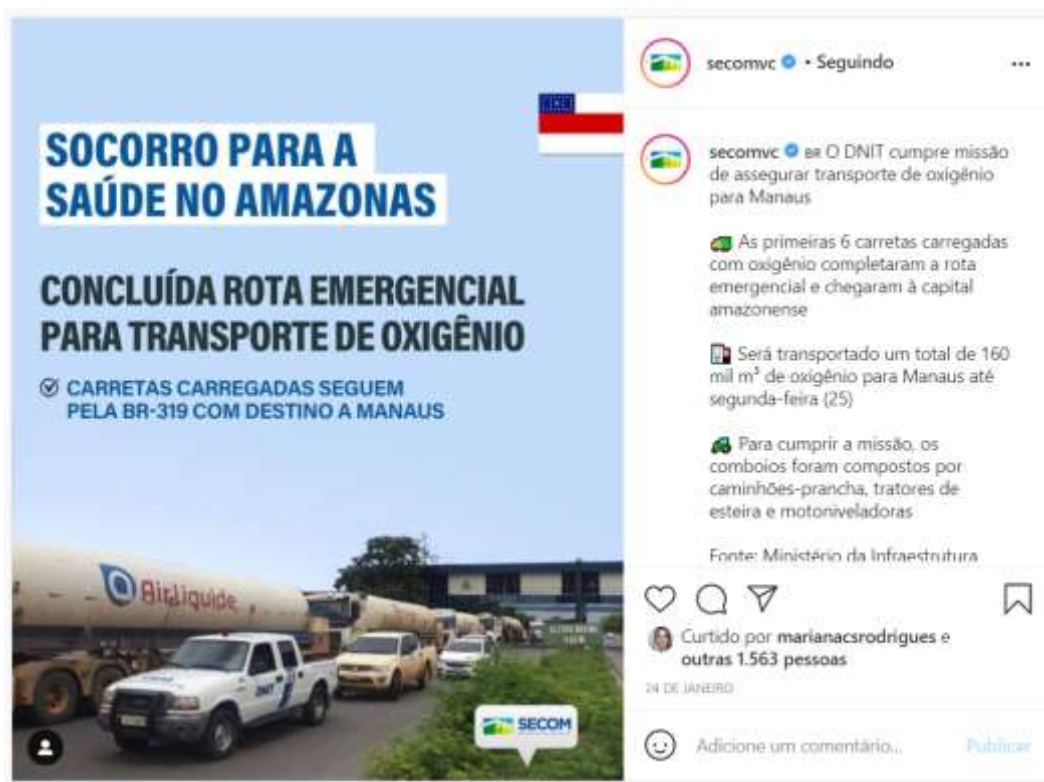 SOCORRO PARA A
SAÚDE NO AMAZONAS
CONCLUÍDA ROTA EMERGENCIAL
PARA TRANSPORTE DE OXIGÊNIO
CARRETAS CARREGADAS SEGUEM
PELA BR-319 COM DESTINO A MANAUS
Airliquide
DNIT
SECOM
secomvc • Seguindo
secomvc BR O DNIT cumpre missão
de assegurar transporte de oxigênio
para Manaus
As primeiras 6 carretas carregadas
com oxigênio completaram a rota
emergencial e chegaram à capital
amazonense
Será transportado um total de 160
mil m³ de oxigênio para Manaus até
segunda-feira (25)
Para cumprir a missão, os
comboios foram compostos por
caminhões-prancha, tratores de
esteira e motoniveladoras
Fonte: Ministério da Infraestrutura
Curtido por marianacsrodrigues e
outras 1.563 pessoas
24 DE JANEIRO
Adicione um comentário... Publicar